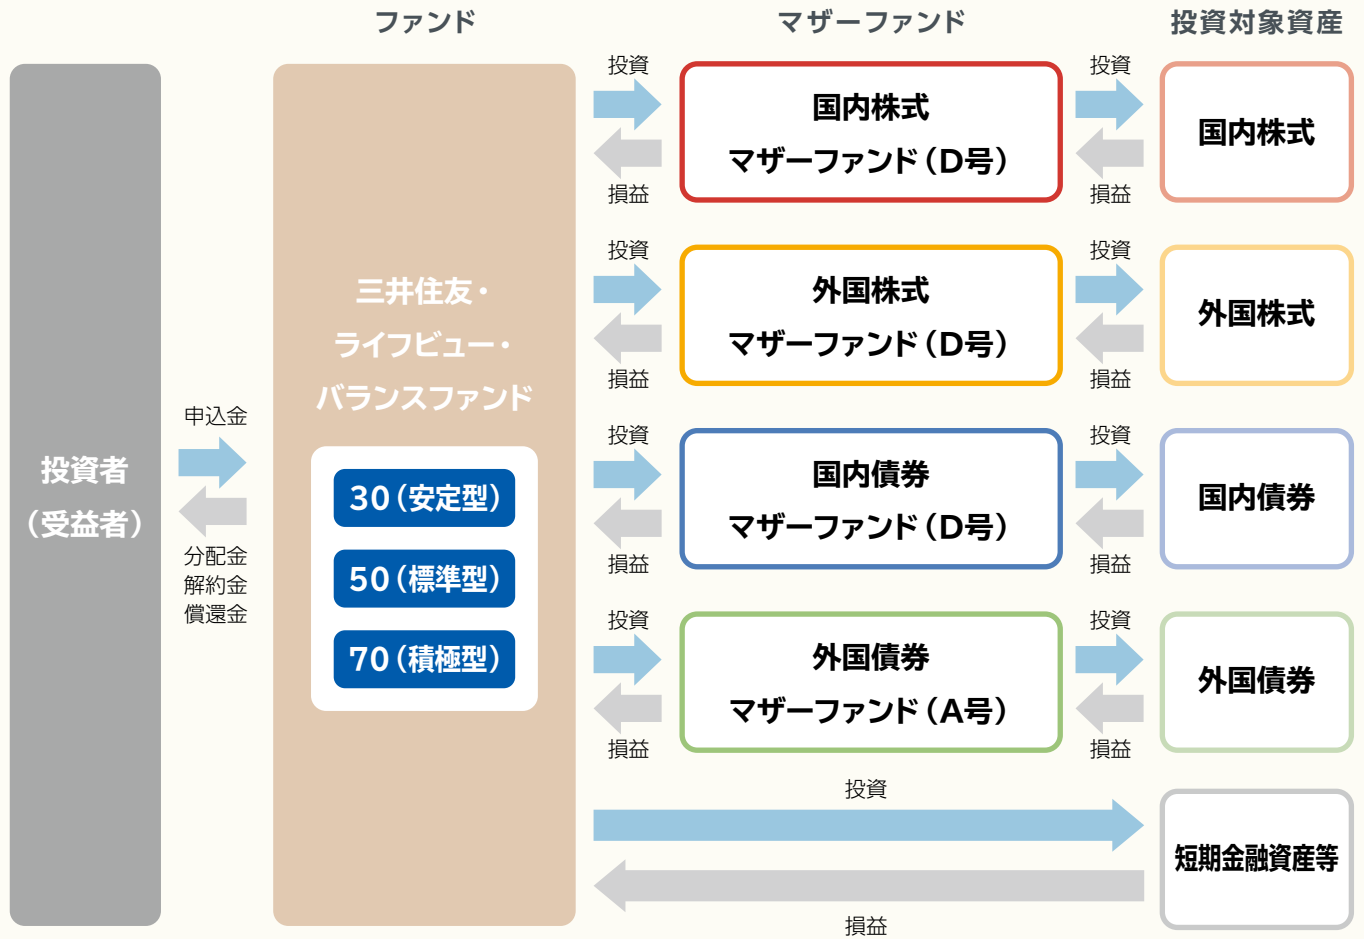 ファンド
マザーファンド
投資対象資産
投資者
（受益者）
申込金
分配金
解約金
償還金
三井住友・
ライフビュー・
バランスファンド
30（安定型）
50（標準型）
70（積極型）
投資
損益
国内株式
マザーファンド（D号）
投資
損益
国内株式
投資
損益
外国株式
マザーファンド（D号）
投資
損益
外国株式
投資
損益
国内債券
マザーファンド（D号）
投資
損益
国内債券
投資
損益
外国債券
マザーファンド（A号）
投資
損益
外国債券
投資
損益
短期金融資産等